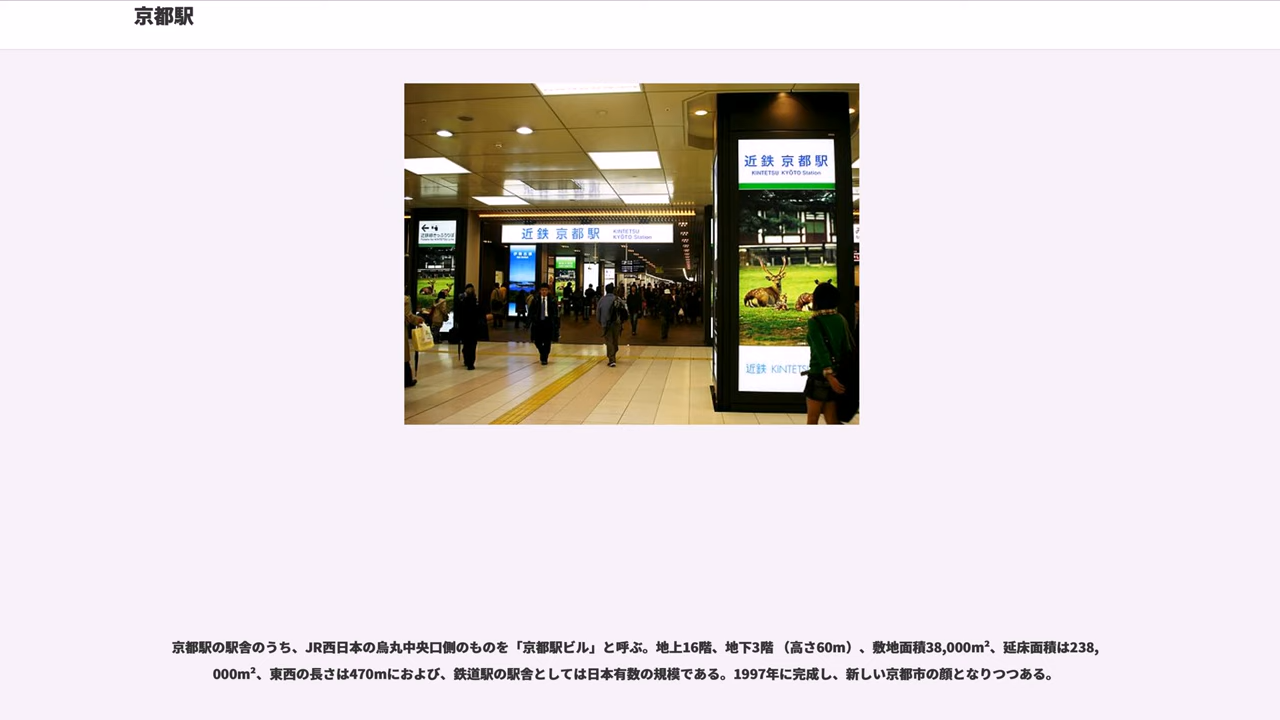 京都駅
近鉄 京都駅
KINTETSU KYŌTO Station
近鉄 京都駅 KINTETSU KYŌTO Station
近鉄 KINTETS
京都駅の駅舎のうち、JR西日本の烏丸中央口側のものを「京都駅ビル」と呼ぶ。地上16階、地下3階 （高さ60m）、敷地面積38,000m²、延床面積は238,
000m²、東西の長さは470mにおよび、鉄道駅の駅舎としては日本有数の規模である。1997年に完成し、新しい京都市の顔となりつつある。